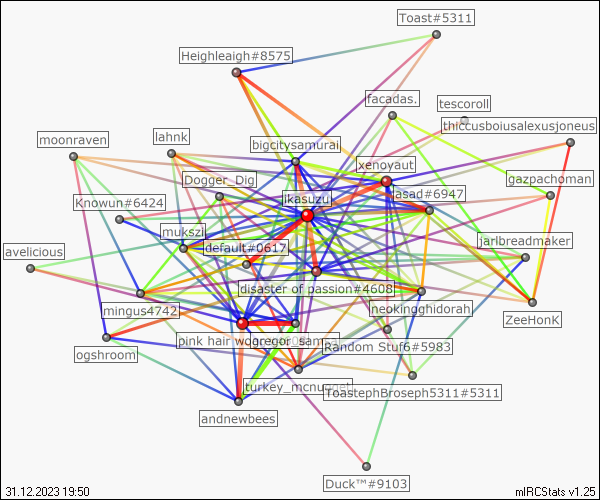 Toast#5311
Heighleaigh#8575
facadas.
tescoroll
thiccusboiusalexusjoneus
moonraven
lahnk
bigcitysamurai
xenoyaut
Dogger_Dig
ikasuzu
asad#6947
gazpachoman
Knowun#6424
mukszi
default#0617
jarlbreadmaker
avelicious
disaster of passion#4608
mingus4742
neokingghidorah
ZeeHonK
pink hair
gregor_samsa
ogshroom
Random Stuf6#5983
turkey_mcnugget
ToastephBroseph5311#5311
andnewbees
Duck™#9103
31.12.2023 19:50
mIRCStats v1.25